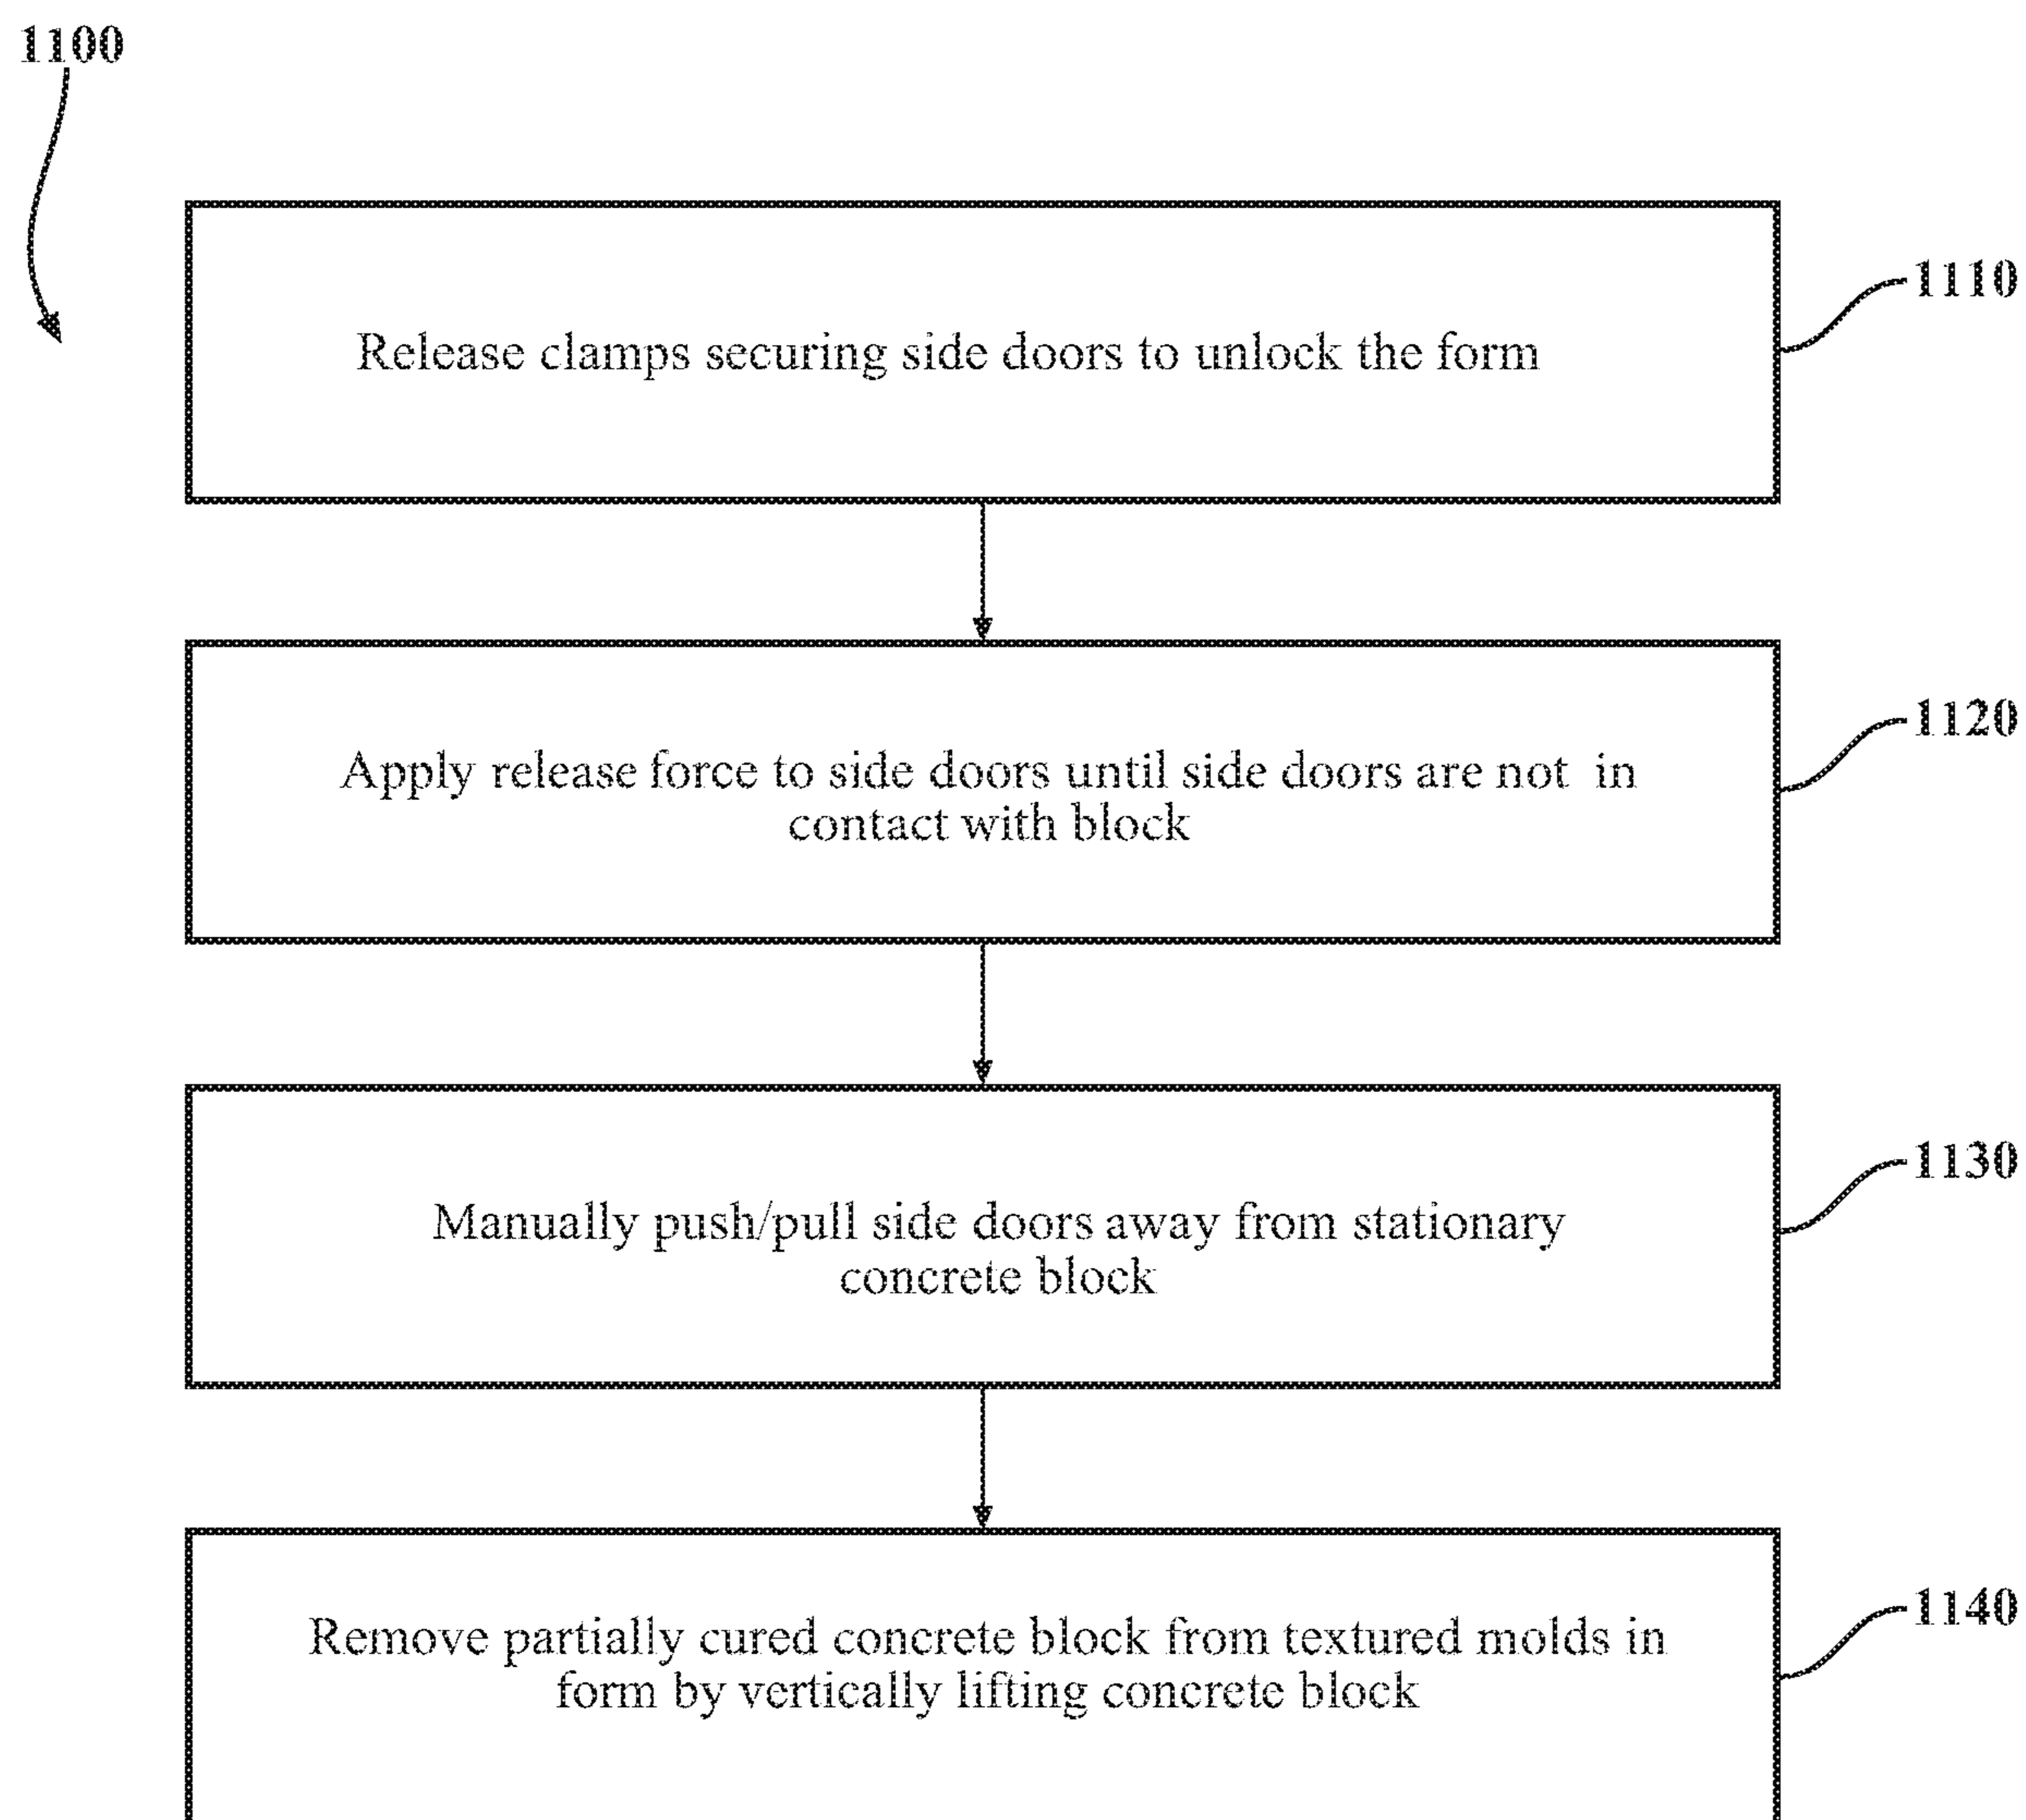 1100
Release clamps securing side doors to unlock the form
1110
Apply release force to side doors until side doors are not in
contact with block
1120
Manually push/pull side doors away from stationary
concrete block
1130
Remove partially cured concrete block from textured molds in
form by vertically lifting concrete block
1140